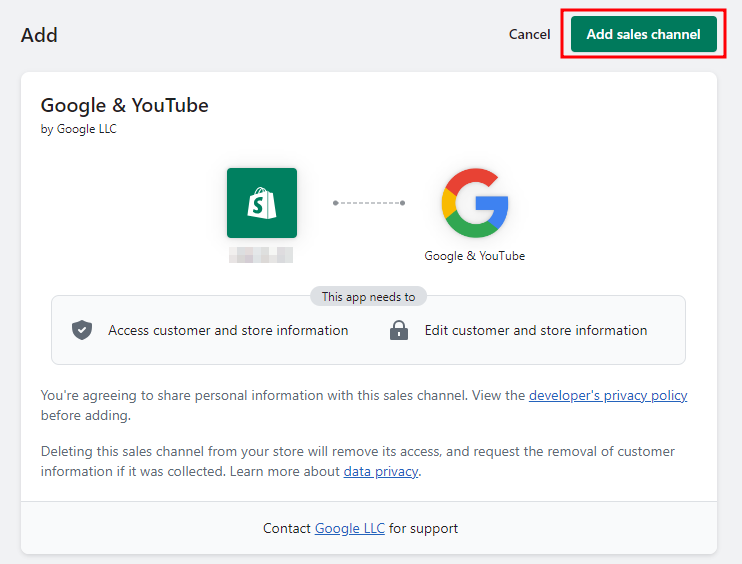 Add
Cancel
Add sales channel
Google & YouTube
by Google LLC
Google & YouTube
This app needs to
Access customer and store information
Edit customer and store information
You're agreeing to share personal information with this sales channel. View the developer's privacy policy
before adding.
Deleting this sales channel from your store will remove its access, and request the removal of customer
information if it was collected. Learn more about data privacy.
Contact Google LLC for support